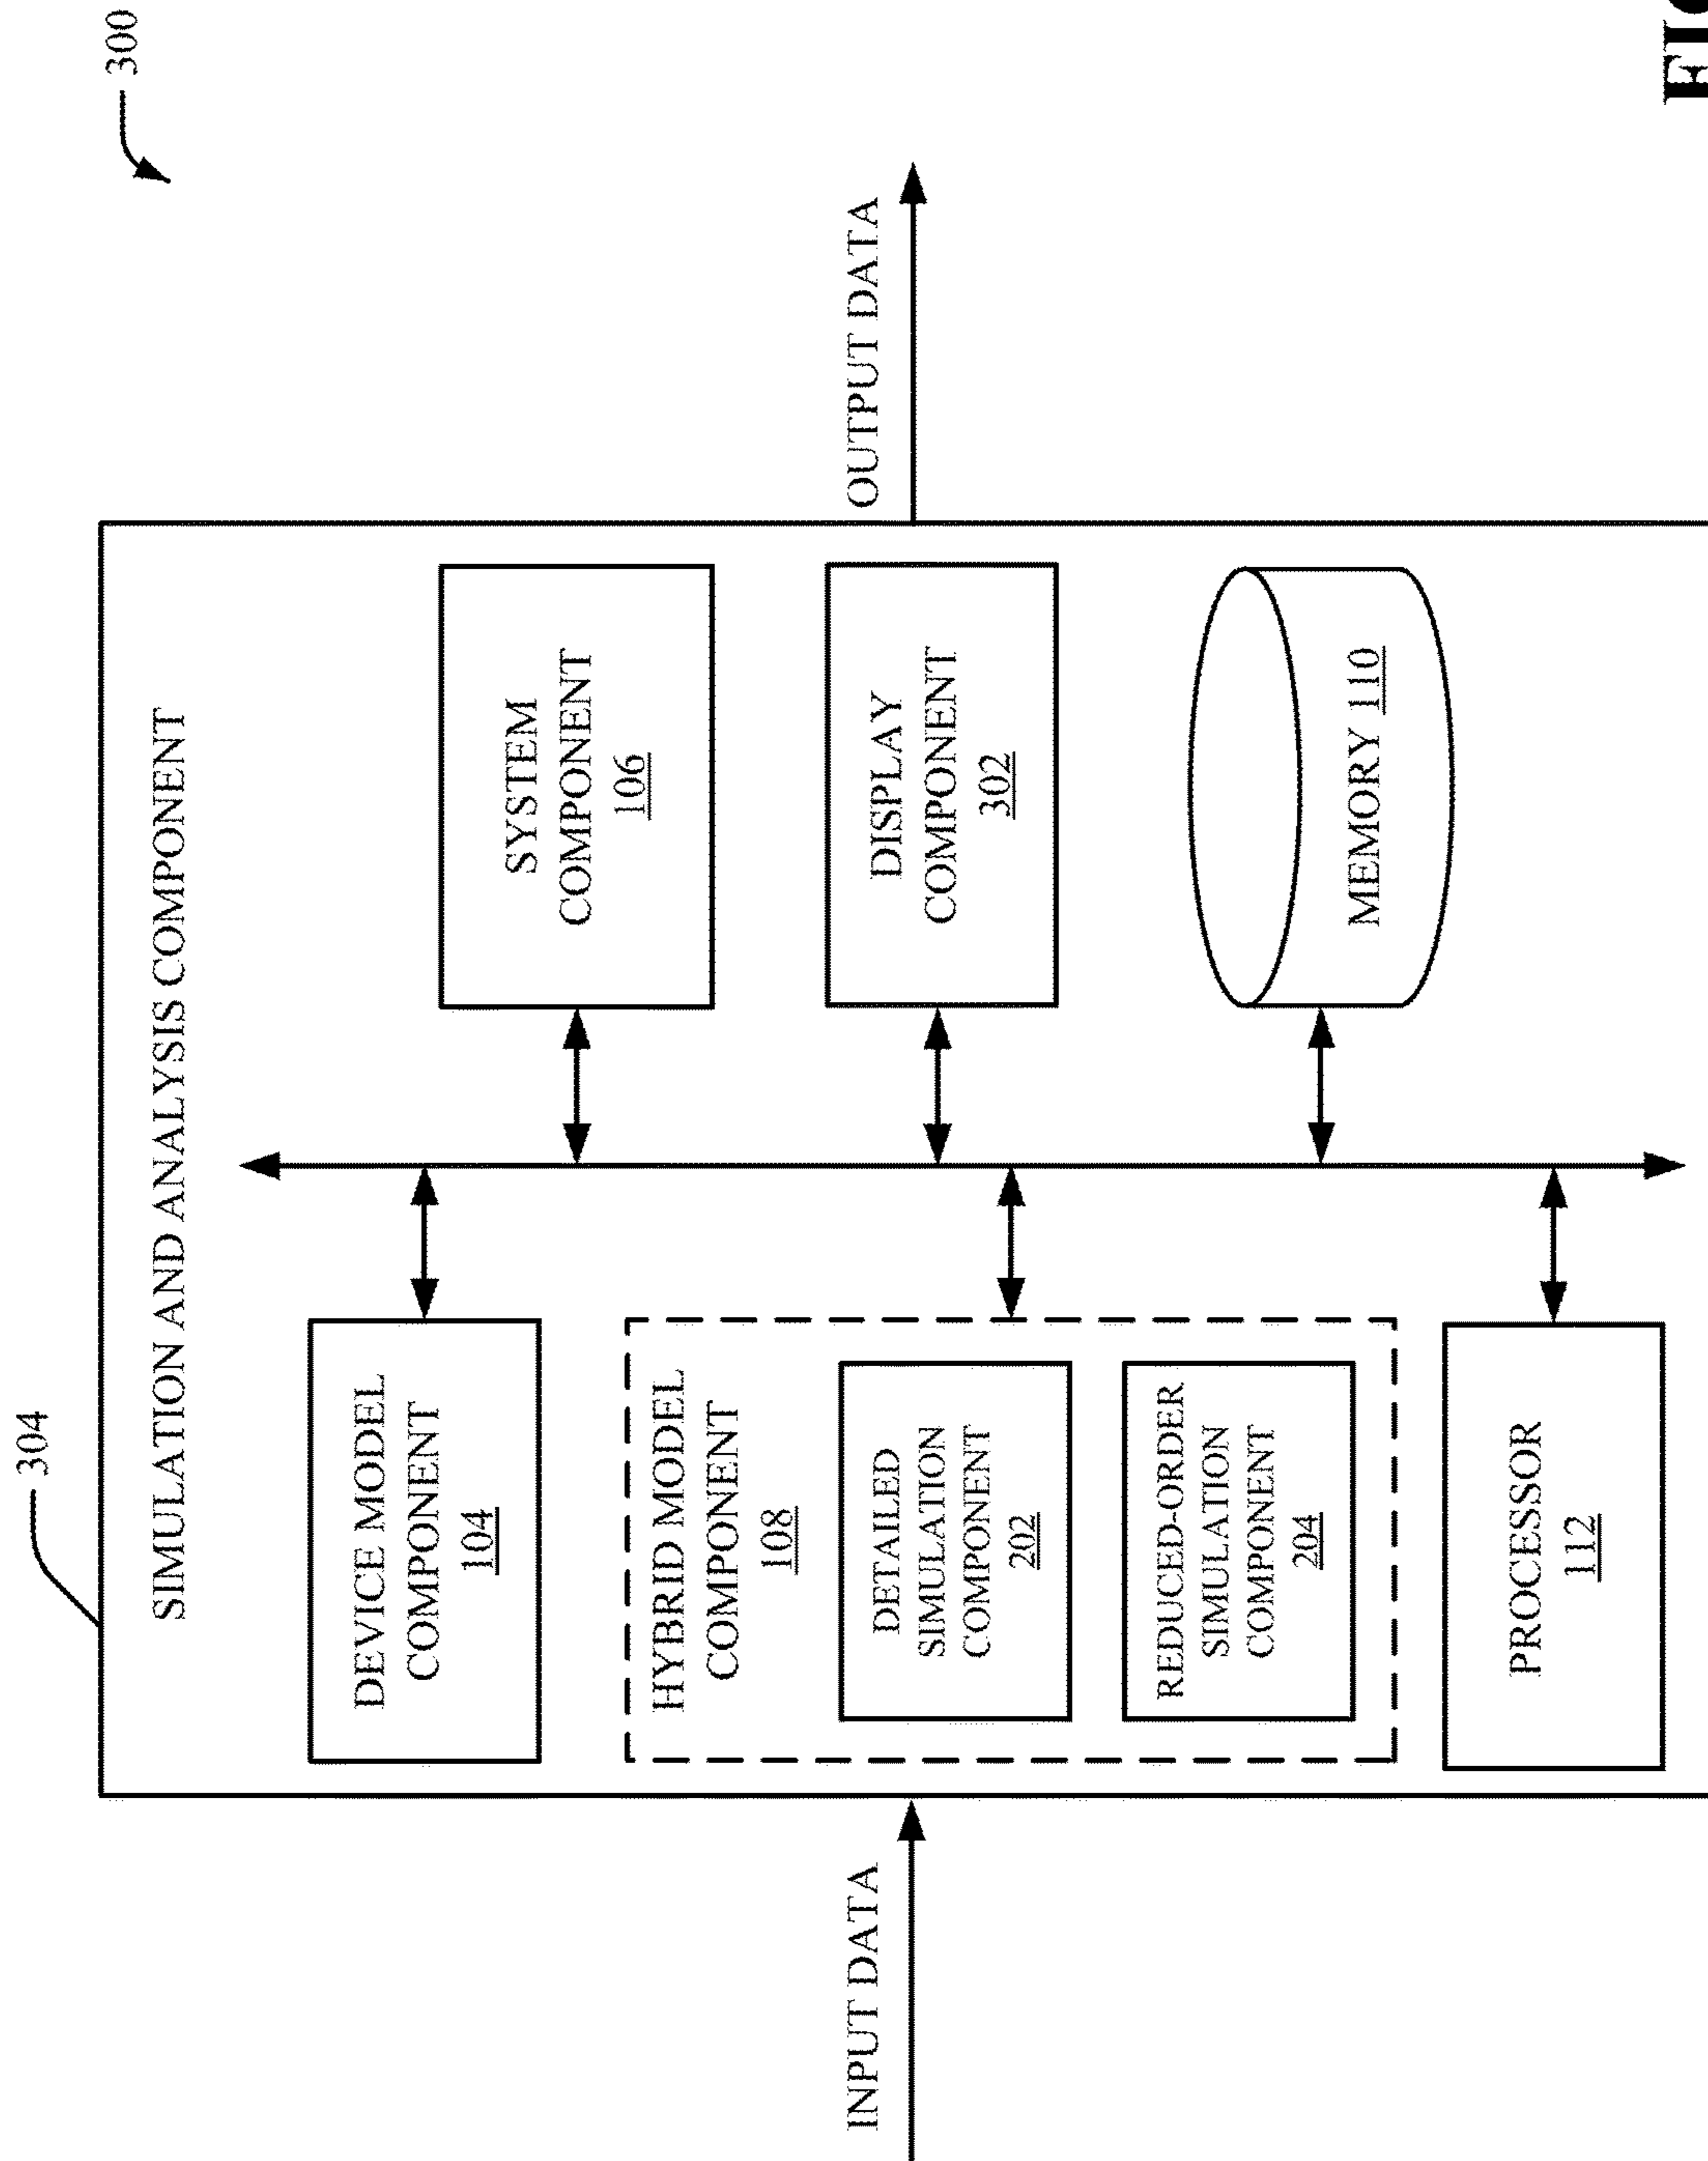 300
304
SIMULATION AND ANALYSIS COMPONENT
DEVICE MODEL
COMPONENT
104
SYSTEM
COMPONENT
106
HYBRID MODEL
COMPONENT
108
DETAILED
SIMULATION
COMPONENT
202
REDUCED-ORDER
SIMULATION
COMPONENT
204
DISPLAY
COMPONENT
302
INPUT DATA
OUTPUT DATA
MEMORY 110
PROCESSOR
112